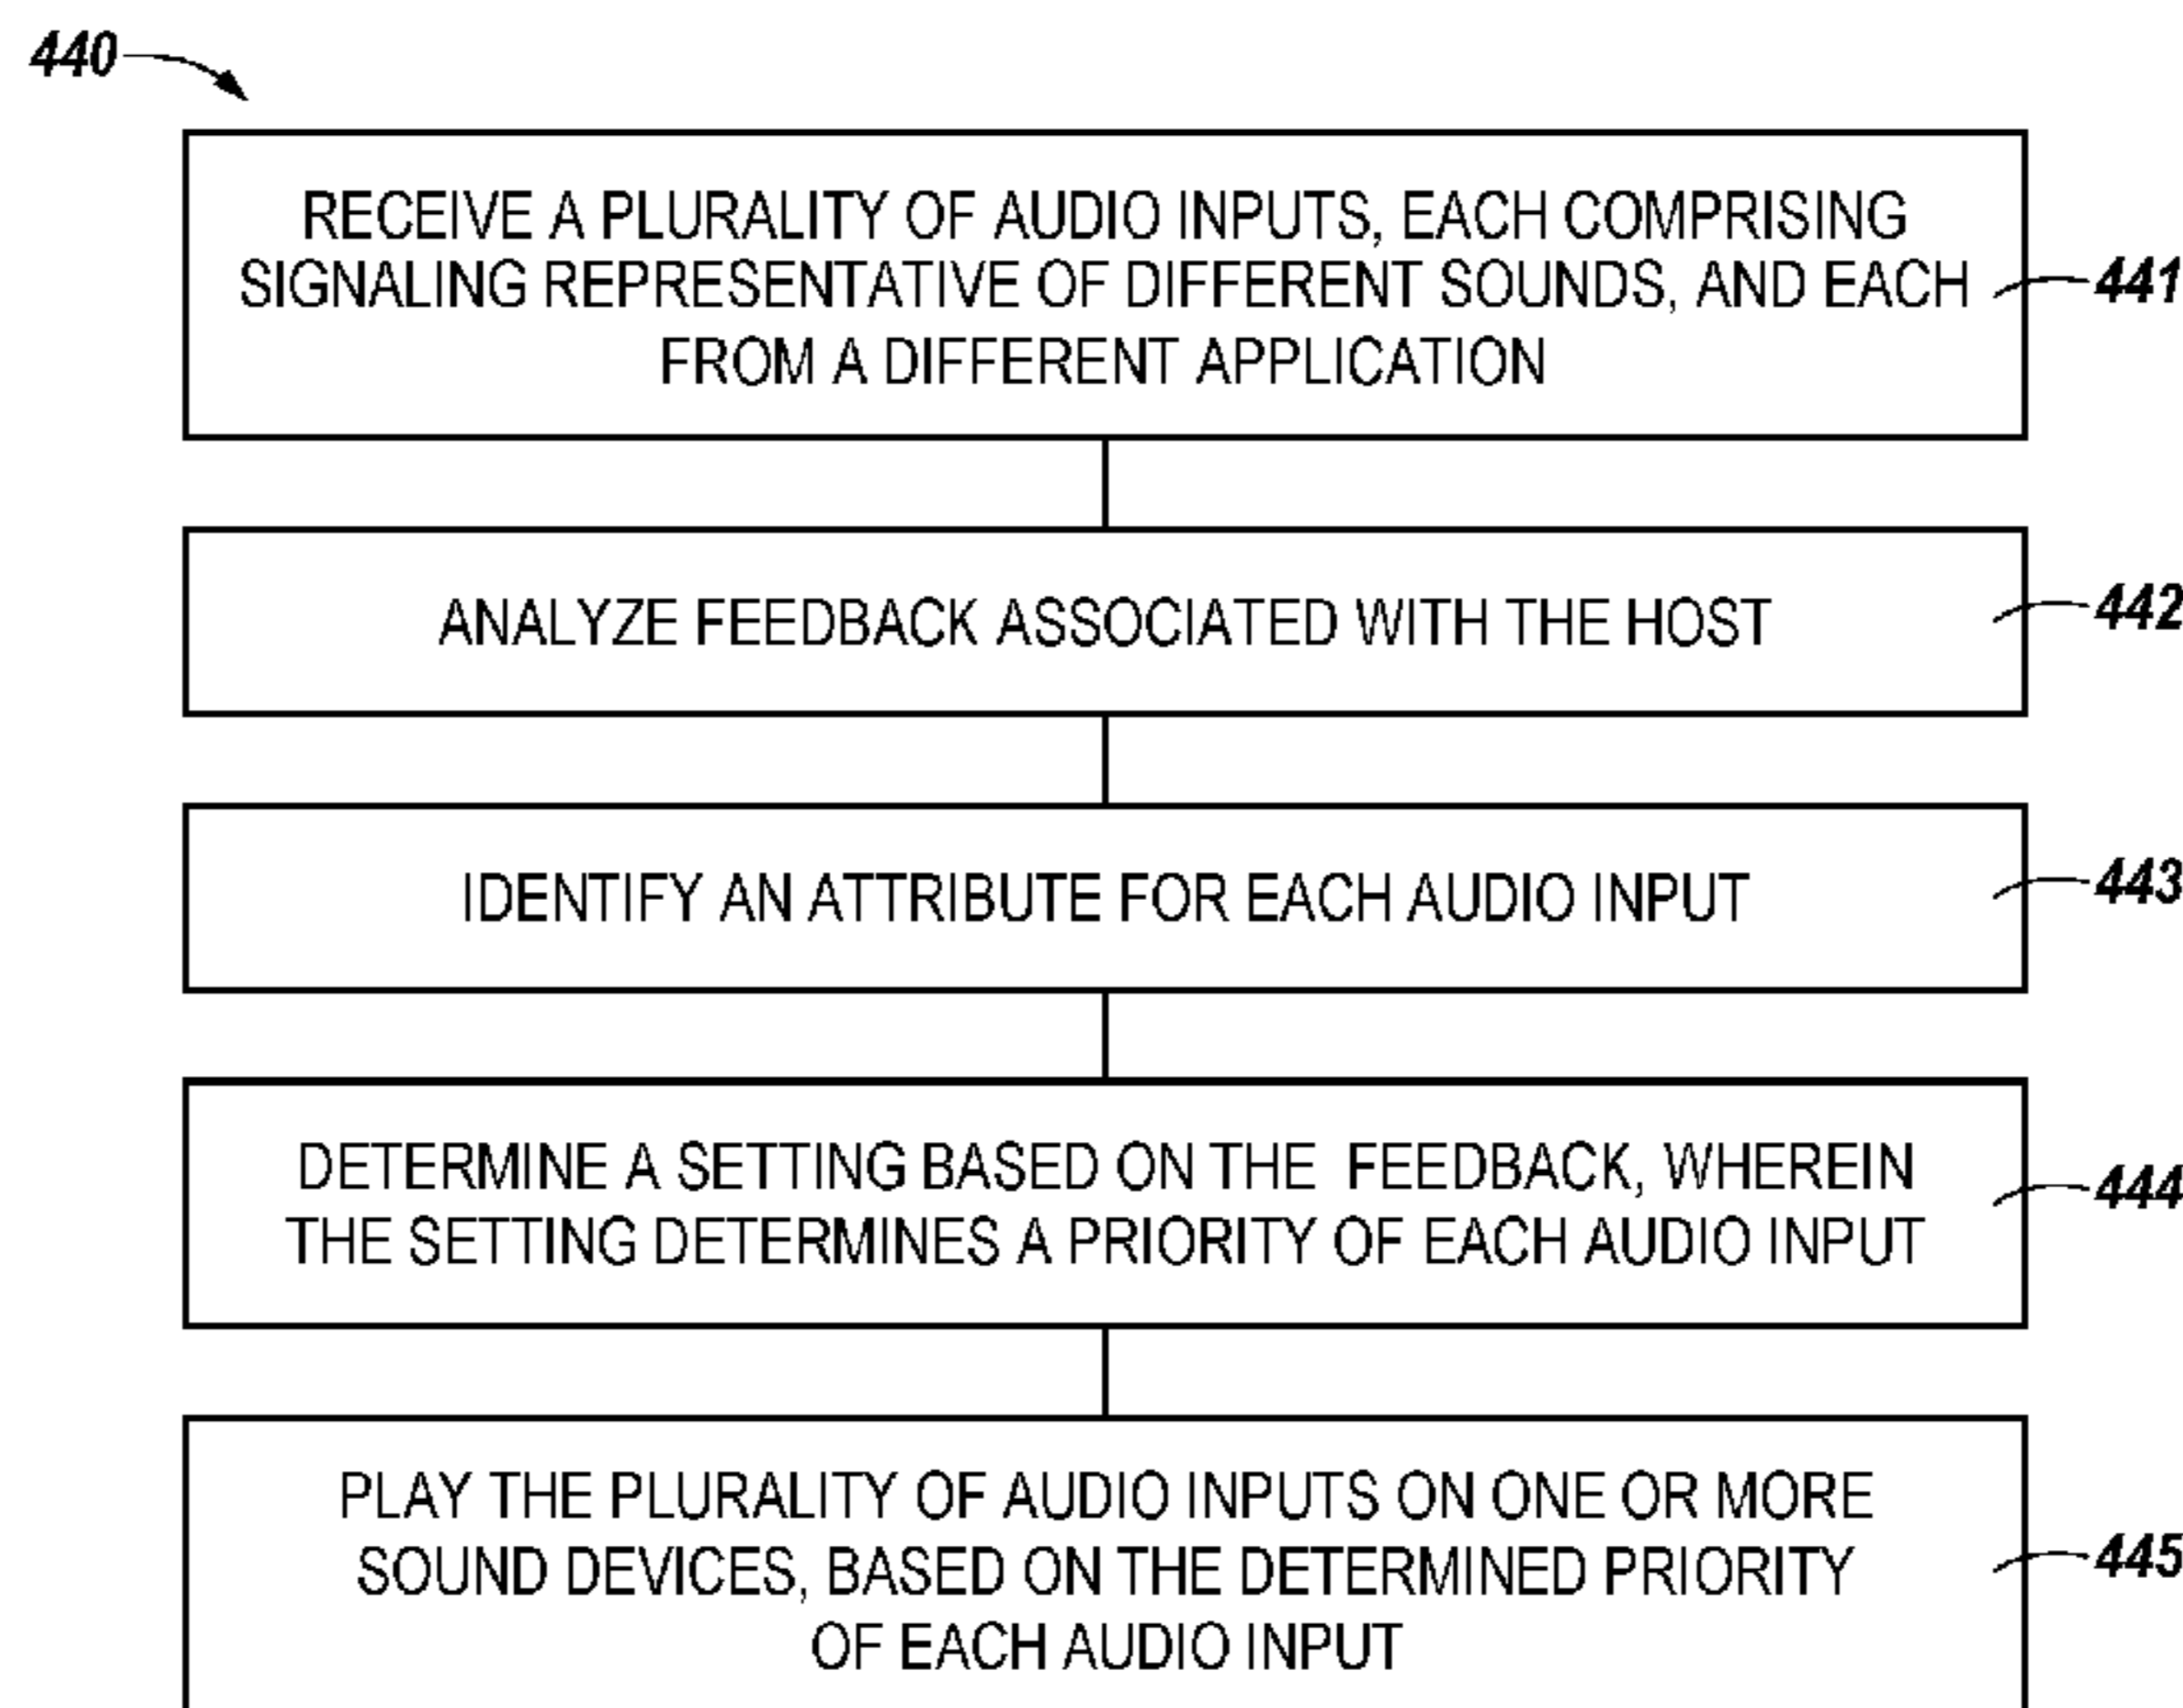 440
RECEIVE A PLURALITY OF AUDIO INPUTS, EACH COMPRISING
SIGNALING REPRESENTATIVE OF DIFFERENT SOUNDS, AND EACH
FROM A DIFFERENT APPLICATION
441
ANALYZE FEEDBACK ASSOCIATED WITH THE HOST
442
IDENTIFY AN ATTRIBUTE FOR EACH AUDIO INPUT
443
DETERMINE A SETTING BASED ON THE FEEDBACK, WHEREIN
THE SETTING DETERMINES A PRIORITY OF EACH AUDIO INPUT
444
PLAY THE PLURALITY OF AUDIO INPUTS ON ONE OR MORE
SOUND DEVICES, BASED ON THE DETERMINED PRIORITY
OF EACH AUDIO INPUT
445